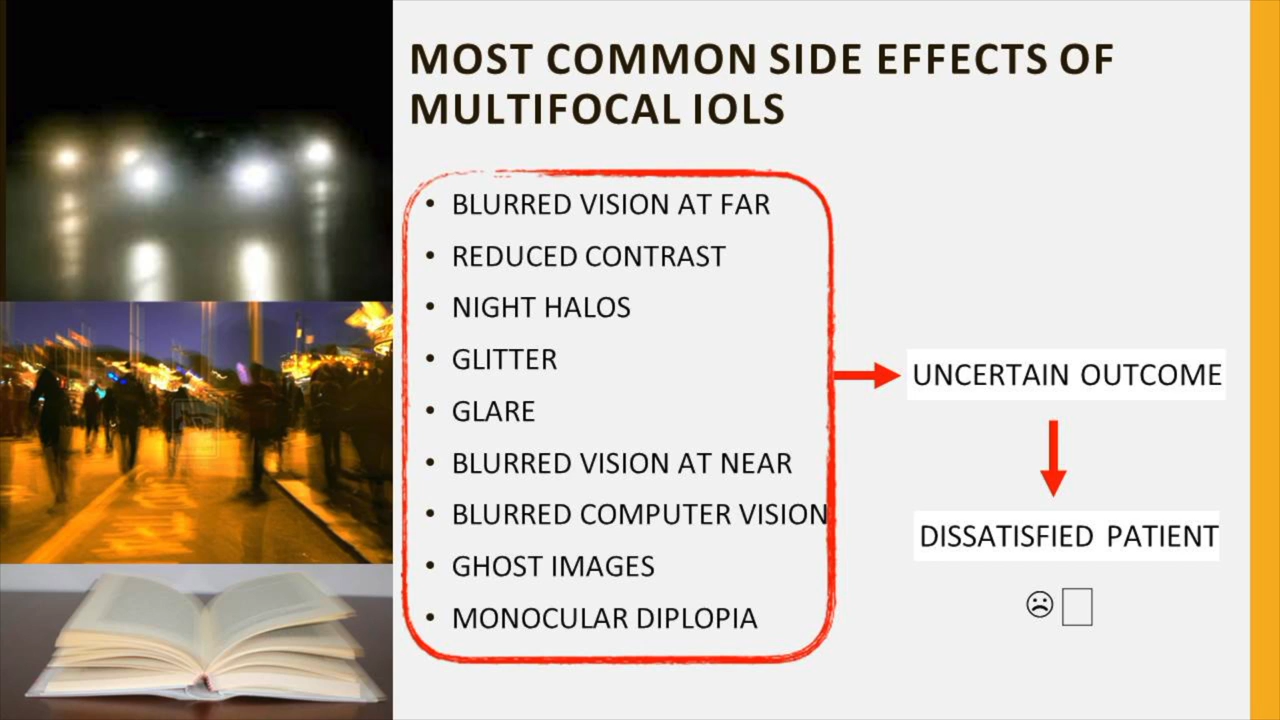 MOST COMMON SIDE EFFECTS OF
MULTIFOCAL IOLS
• BLURRED VISION AT FAR
• REDUCED CONTRAST
• NIGHT HALOS
• GLITTER
• GLARE
• BLURRED VISION AT NEAR
• BLURRED COMPUTER VISION
• GHOST IMAGES
• MONOCULAR DIPLOPIA
UNCERTAIN OUTCOME
DISSATISFIED PATIENT
☹